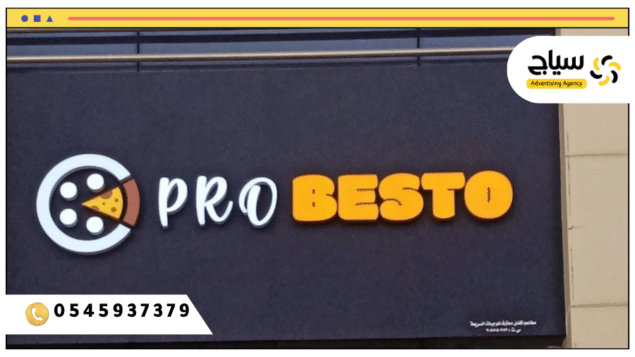 سياج
Advertising Agency
PRO BESTO
0545937379